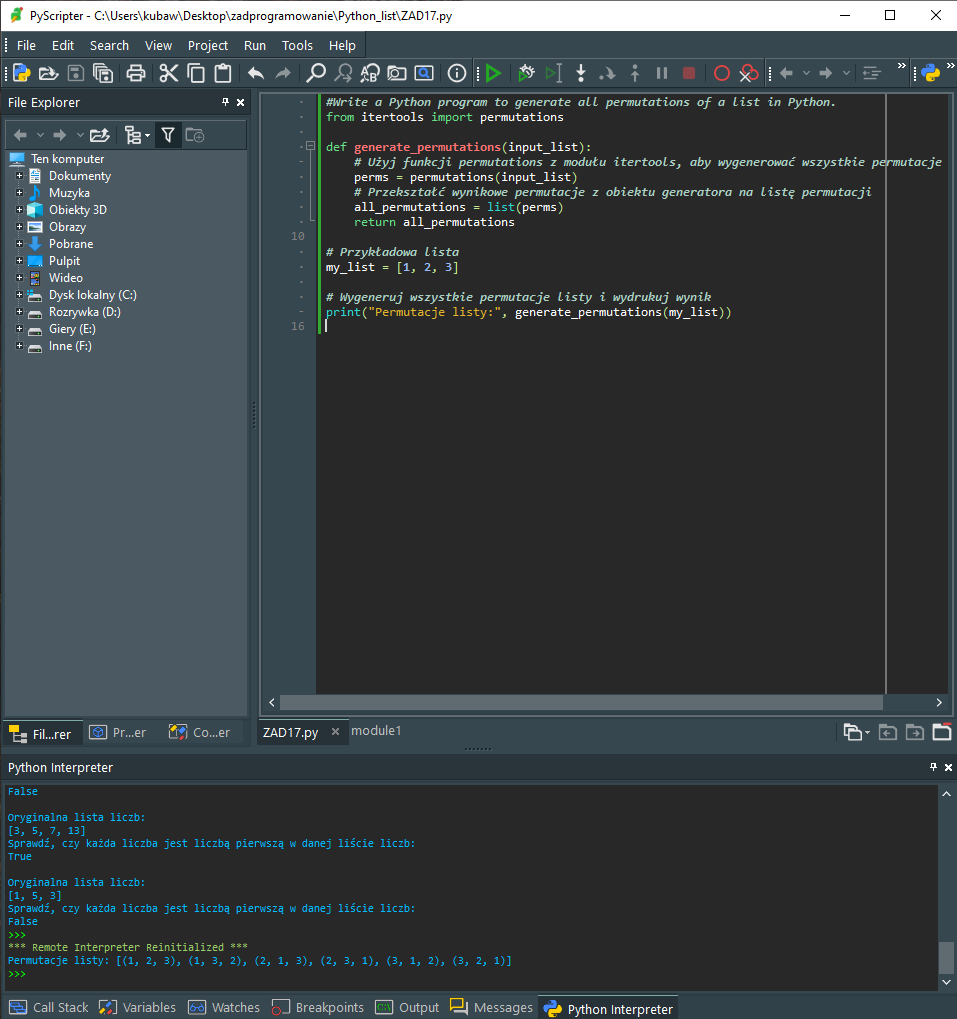 PyScripter - C:\Users\kubaw\Desktop\zadprogramowanie\Python_list\ZAD17.py
File Edit Search View Project Run Tools Help
File Explorer
Ten komputer
Dokumenty
Muzyka
Obiekty 3D
Obrazy
Pobrane
Pulpit
Wideo
Dysk lokalny (C:)
Rozrywka (D:)
Giery (E:)
Inne (F:)
Fil...rer Pr...er Co...er
#Write a Python program to generate all permutations of a list in Python.
from itertools import permutations
def generate_permutations(input_list):
# Użyj funkcji permutations z modułu itertools, aby wygenerować wszystkie permutacje
perms = permutations(input_list)
# Przekształć wynikowe permutacje z obiektu generatora na listę permutacji
all_permutations = list(perms)
return all_permutations
10
# Przykładowa lista
my_list = [1, 2, 3]
# Wygeneruj wszystkie permutacje listy i wydrukuj wynik
print("Permutacje listy:", generate_permutations(my_list))
16
ZAD17.py module1
Python Interpreter
False
Oryginalna lista liczb:
[3, 5, 7, 13]
Sprawdź, czy każda liczba jest liczbą pierwszą w danej liście liczb:
True
Oryginalna lista liczb:
[1, 5, 3]
Sprawdź, czy każda liczba jest liczbą pierwszą w danej liście liczb:
False
>>>
*** Remote Interpreter Reinitialized ***
Permutacje listy: [(1, 2, 3), (1, 3, 2), (2, 1, 3), (2, 3, 1), (3, 1, 2), (3, 2, 1)]
>>>
Call Stack Variables Watches Breakpoints Output Messages Python Interpreter